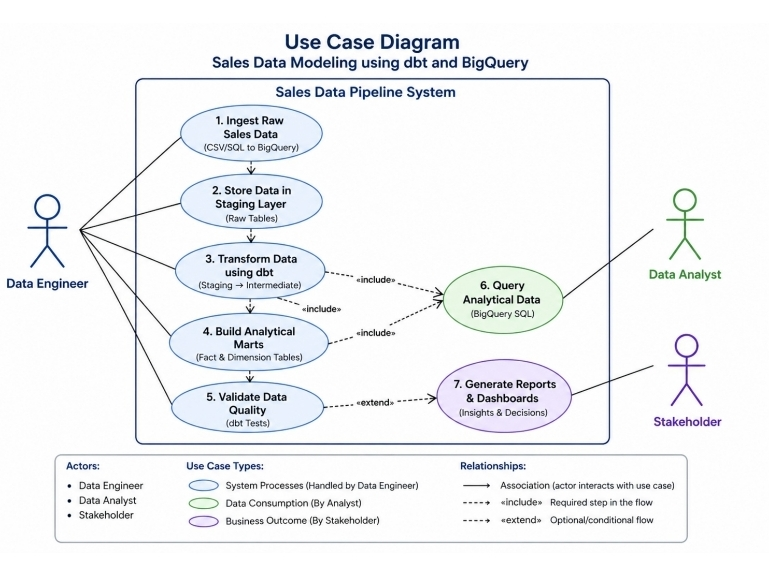 Use Case Diagram
Sales Data Modeling using dbt and BigQuery
Sales Data Pipeline System
1. Ingest Raw
Sales Data
(CSV/SQL to BigQuery)
2. Store Data in
Staging Layer
(Raw Tables)
3. Transform Data
using dbt
(Staging → Intermediate)
«include»
«include»
4. Build Analytical
Marts
(Fact & Dimension Tables)
«include»
5. Validate Data
Quality
(dbt Tests)
«extend»
6. Query
Analytical Data
(BigQuery SQL)
7. Generate Reports
& Dashboards
(Insights & Decisions)
Data Engineer
Data Analyst
Stakeholder
Actors:
• Data Engineer
• Data Analyst
• Stakeholder
Use Case Types:
System Processes (Handled by Data Engineer)
Data Consumption (By Analyst)
Business Outcome (By Stakeholder)
Relationships:
Association (actor interacts with use case)
«include» Required step in the flow
«extend» Optional/conditional flow